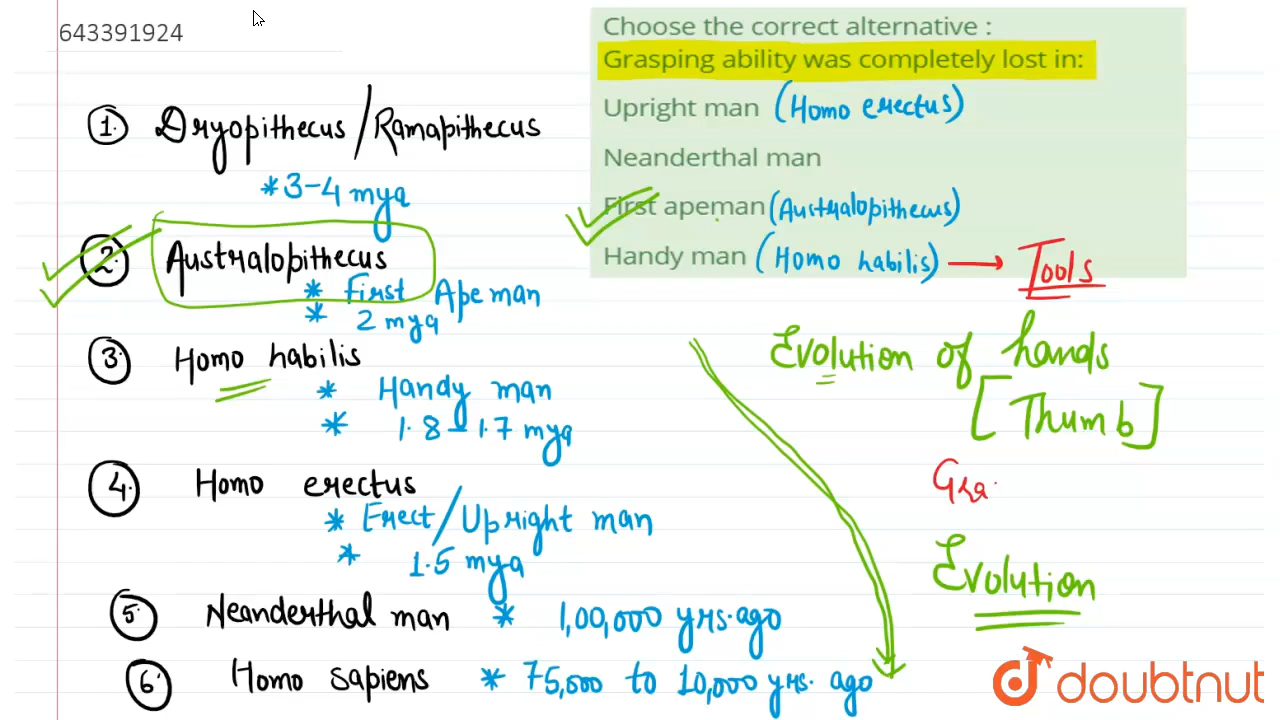 643391924
Choose the correct alternative :
Grasping ability was completely lost in:
Upright man (Homo erectus)
Neanderthal man
First apeman (Australopithecus)
Handy man (Homo habilis) → Tools
1. Dryopithecus / Ramapithecus
* 3-4 mya
2. Australopithecus
* First Ape man
* 2 mya
3. Homo habilis
* Handy man
* 1.8 - 1.7 mya
4. Homo erectus
* Erect / Upright man
* 1.5 mya
5. Neanderthal man * 1,00,000 yrs. ago
6. Homo sapiens * 75,000 to 10,000 yrs. ago
Evolution of hands
[Thumb]
Gra
Evolution
doubtnut